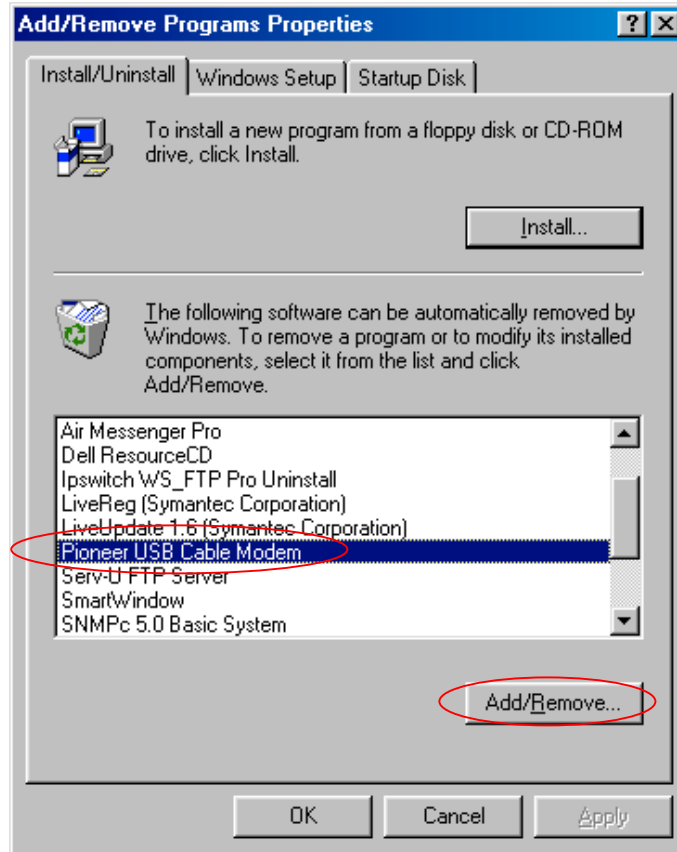 Add/Remove Programs Properties
Install/Uninstall Windows Setup Startup Disk
To install a new program from a floppy disk or CD-ROM
drive, click Install.
Install...
The following software can be automatically removed by
Windows. To remove a program or to modify its installed
components, select it from the list and click
Add/Remove.
Air Messenger Pro
Dell ResourceCD
Ipswitch WS_FTP Pro Uninstall
LiveReg (Symantec Corporation)
LiveUpdate 1.6 (Symantec Corporation)
Pioneer USB Cable Modem
Serv-U FTP Server
SmartWindow
SNMPc 5.0 Basic System
Add/Remove...
OK Cancel Apply